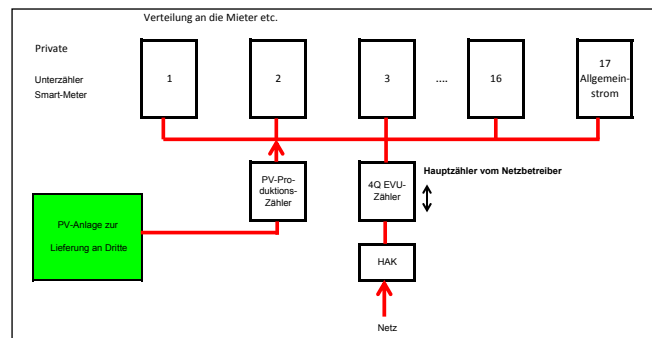 Verteilung an die Mieter etc.
Private
Unterzähler
Smart-Meter
1
2
3
....
16
17
Allgemein-
strom
PV-Pro-
duktions-
Zähler
4Q EVU-
Zähler
Hauptzähler vom Netzbetreiber
PV-Anlage zur
Lieferung an Dritte
HAK
Netz